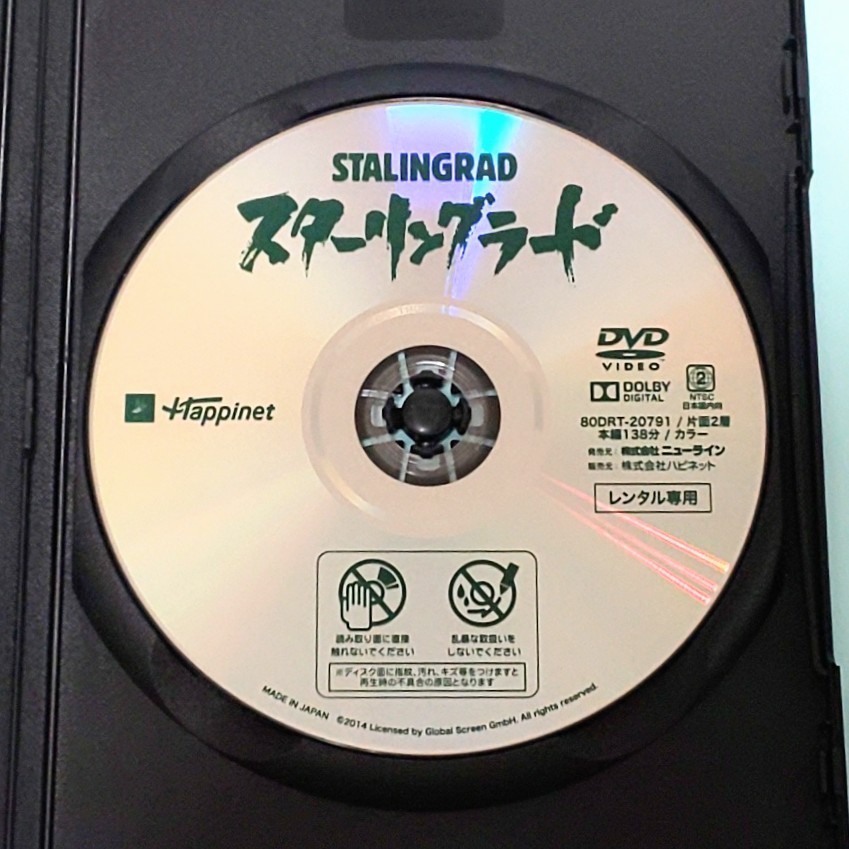 STALINGRAD
スターリングラード
Happinet
DVD
VIDEO
DOLBY
DIGITAL
2
NTSC
日本国内向
80DRT-20791 / 片面2層
本編138分 / カラー
発売元：株式会社ニューライン
販売元：株式会社ハピネット
レンタル専用
読み取り面に直接
触れないでください
乱暴な取扱いを
しないでください
※ディスク面に指紋、汚れ、キズ等をつけますと
再生時の不具合の原因となります
MADE IN JAPAN ©2014 Licensed by Global Screen GmbH. All rights reserved.